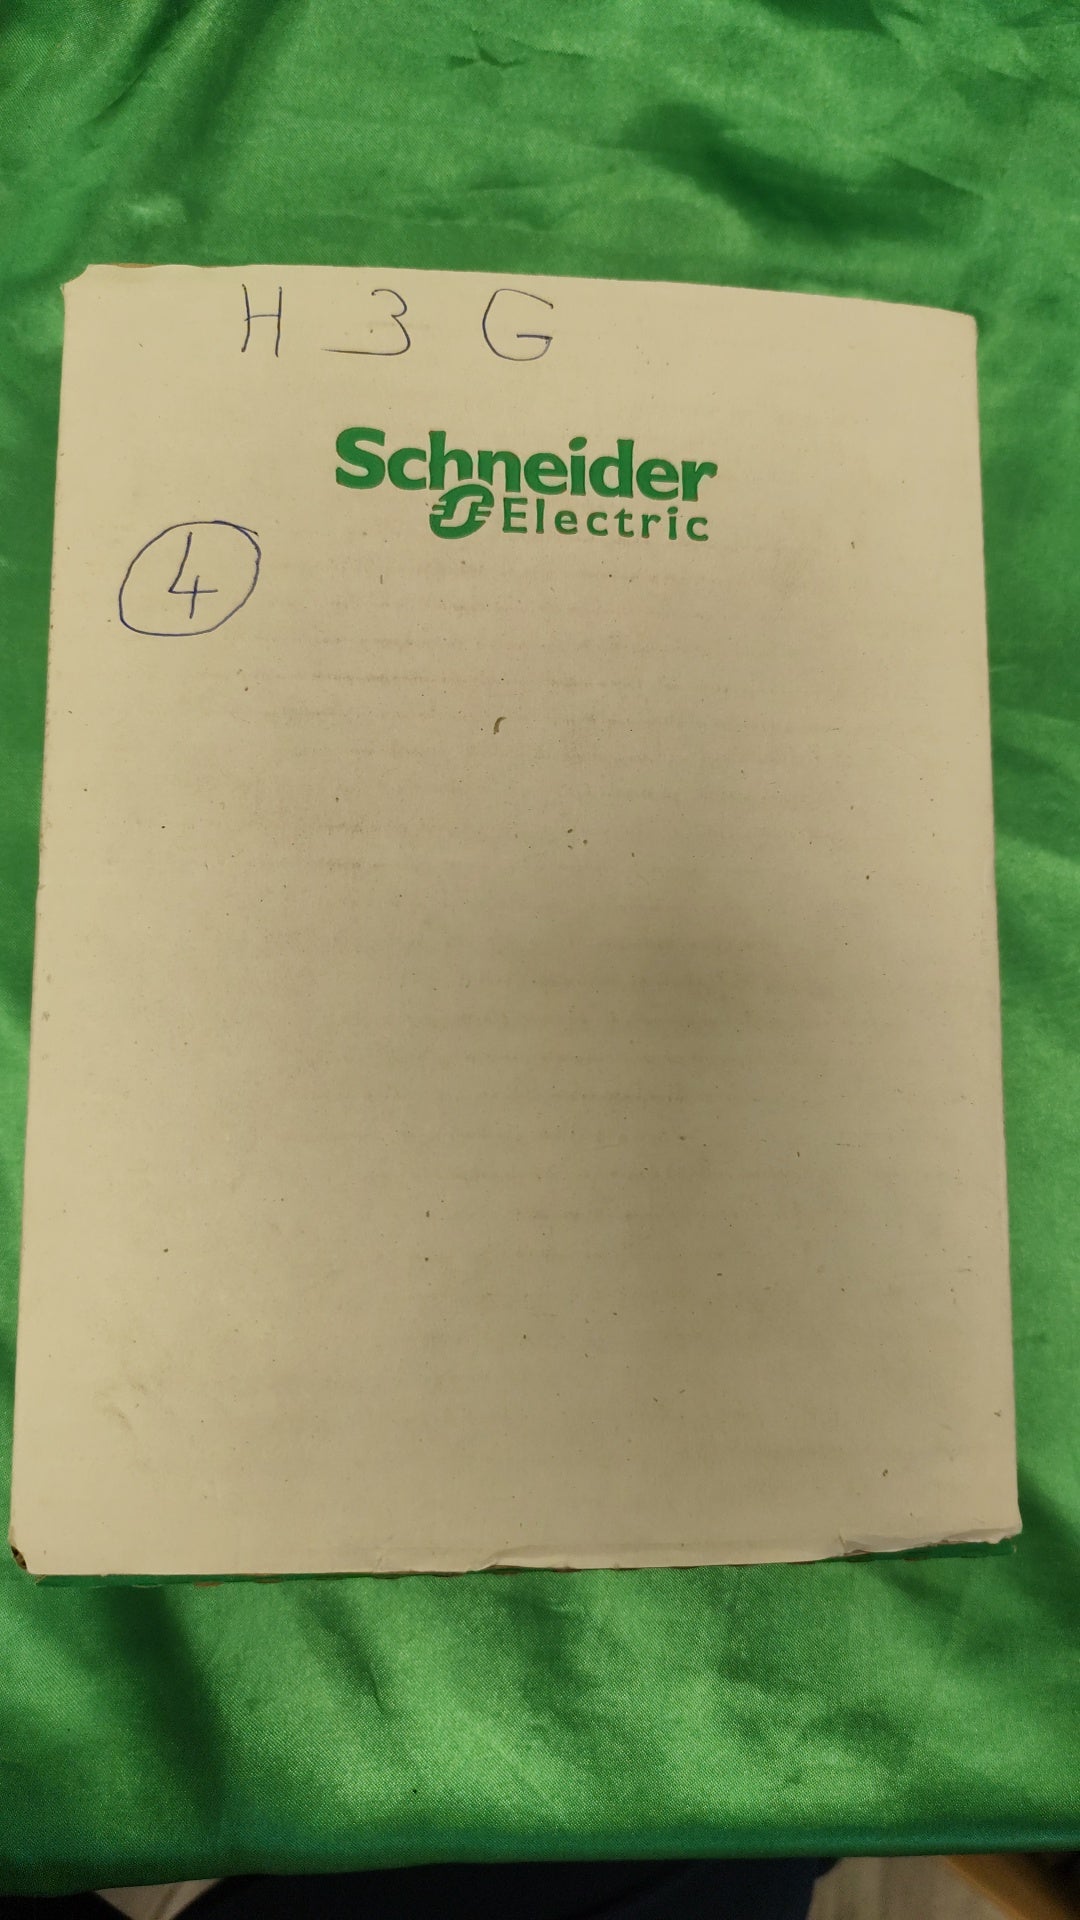 H 3 G
Schneider
Electric
4